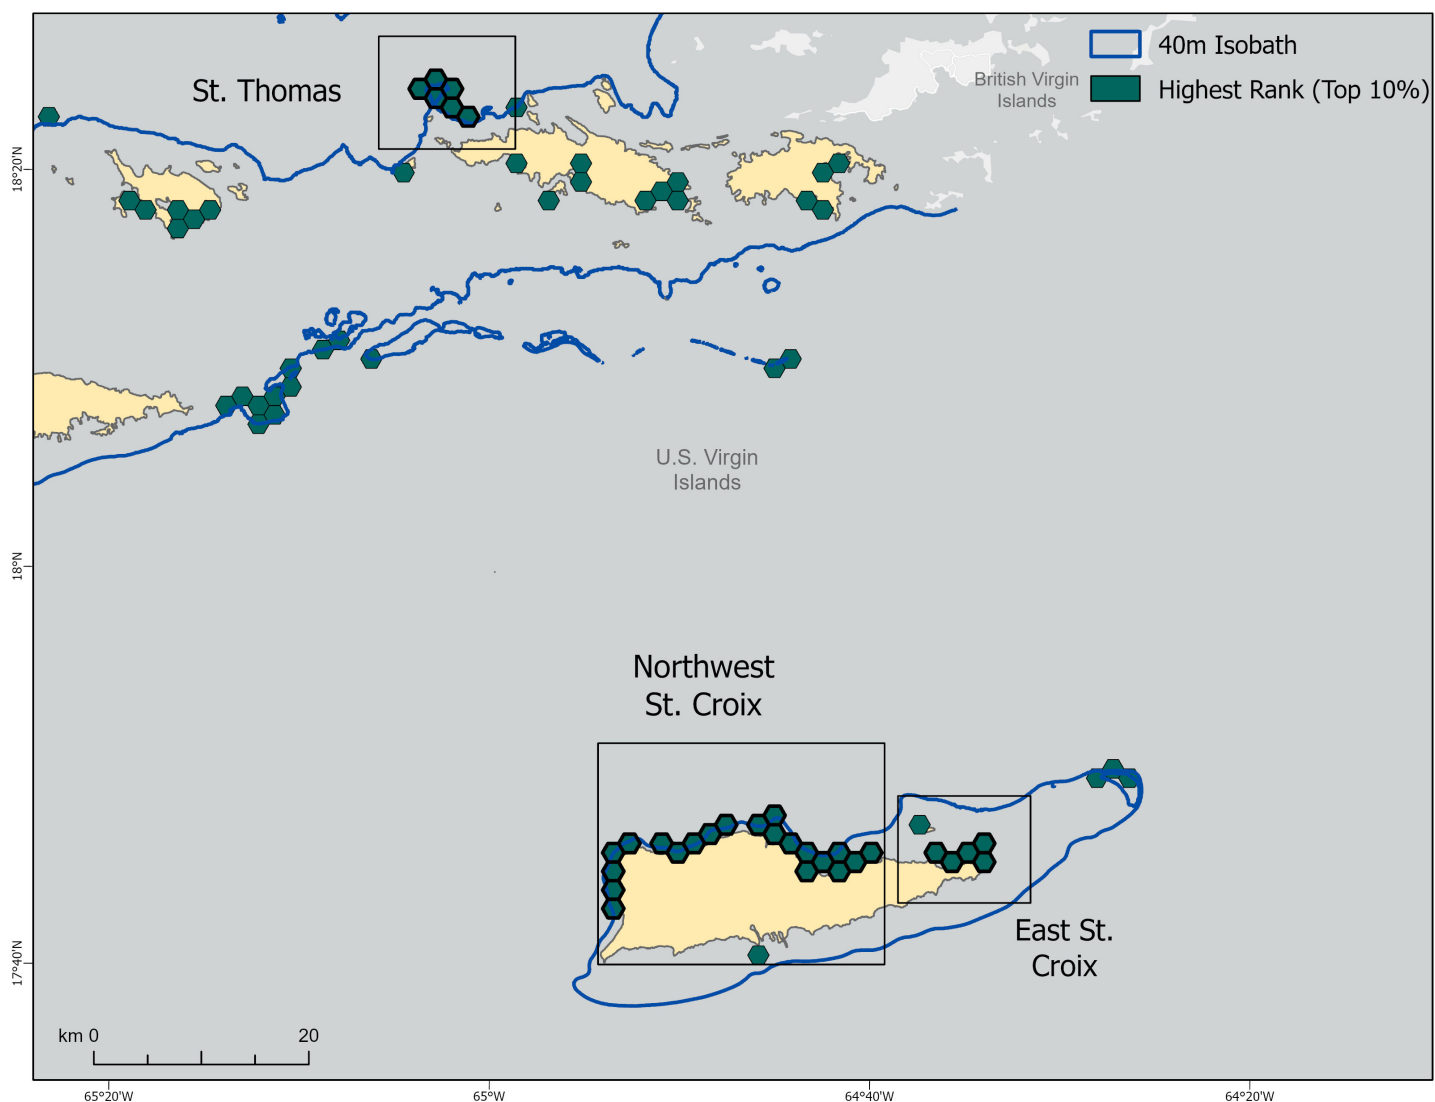 40m Isobath
Highest Rank (Top 10%)
British Virgin
Islands
St. Thomas
18°20'N
U.S. Virgin
Islands
18°N
Northwest
St. Croix
East St.
Croix
17°40'N
km 0 20
65°20'W 65°W 64°40'W 64°20'W